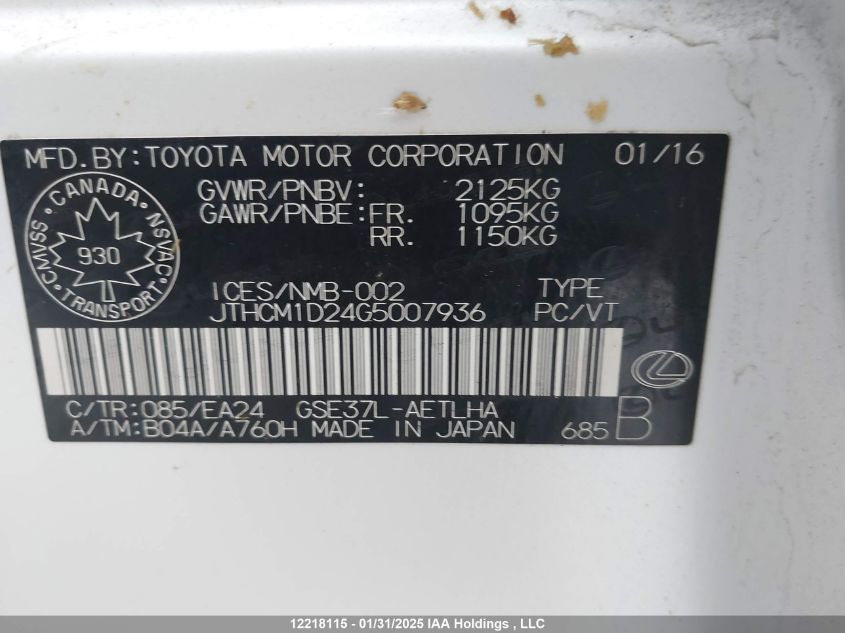 MFD. BY: TOYOTA MOTOR CORPORATION 01/16
GVWR/PNBV: 2125KG
GAWR/PNBE: FR. 1095KG
RR. 1150KG
CANADA
CMVSS NSVAC
930
TRANSPORT
ICES/NMB-002 TYPE
JTHCM1D24G5007936 PC/VT
C/TR: 085/EA24 GSE37L-AETLHA
A/TM: B04A/A760H MADE IN JAPAN 685 B
12218115 - 01/31/2025 IAA Holdings , LLC